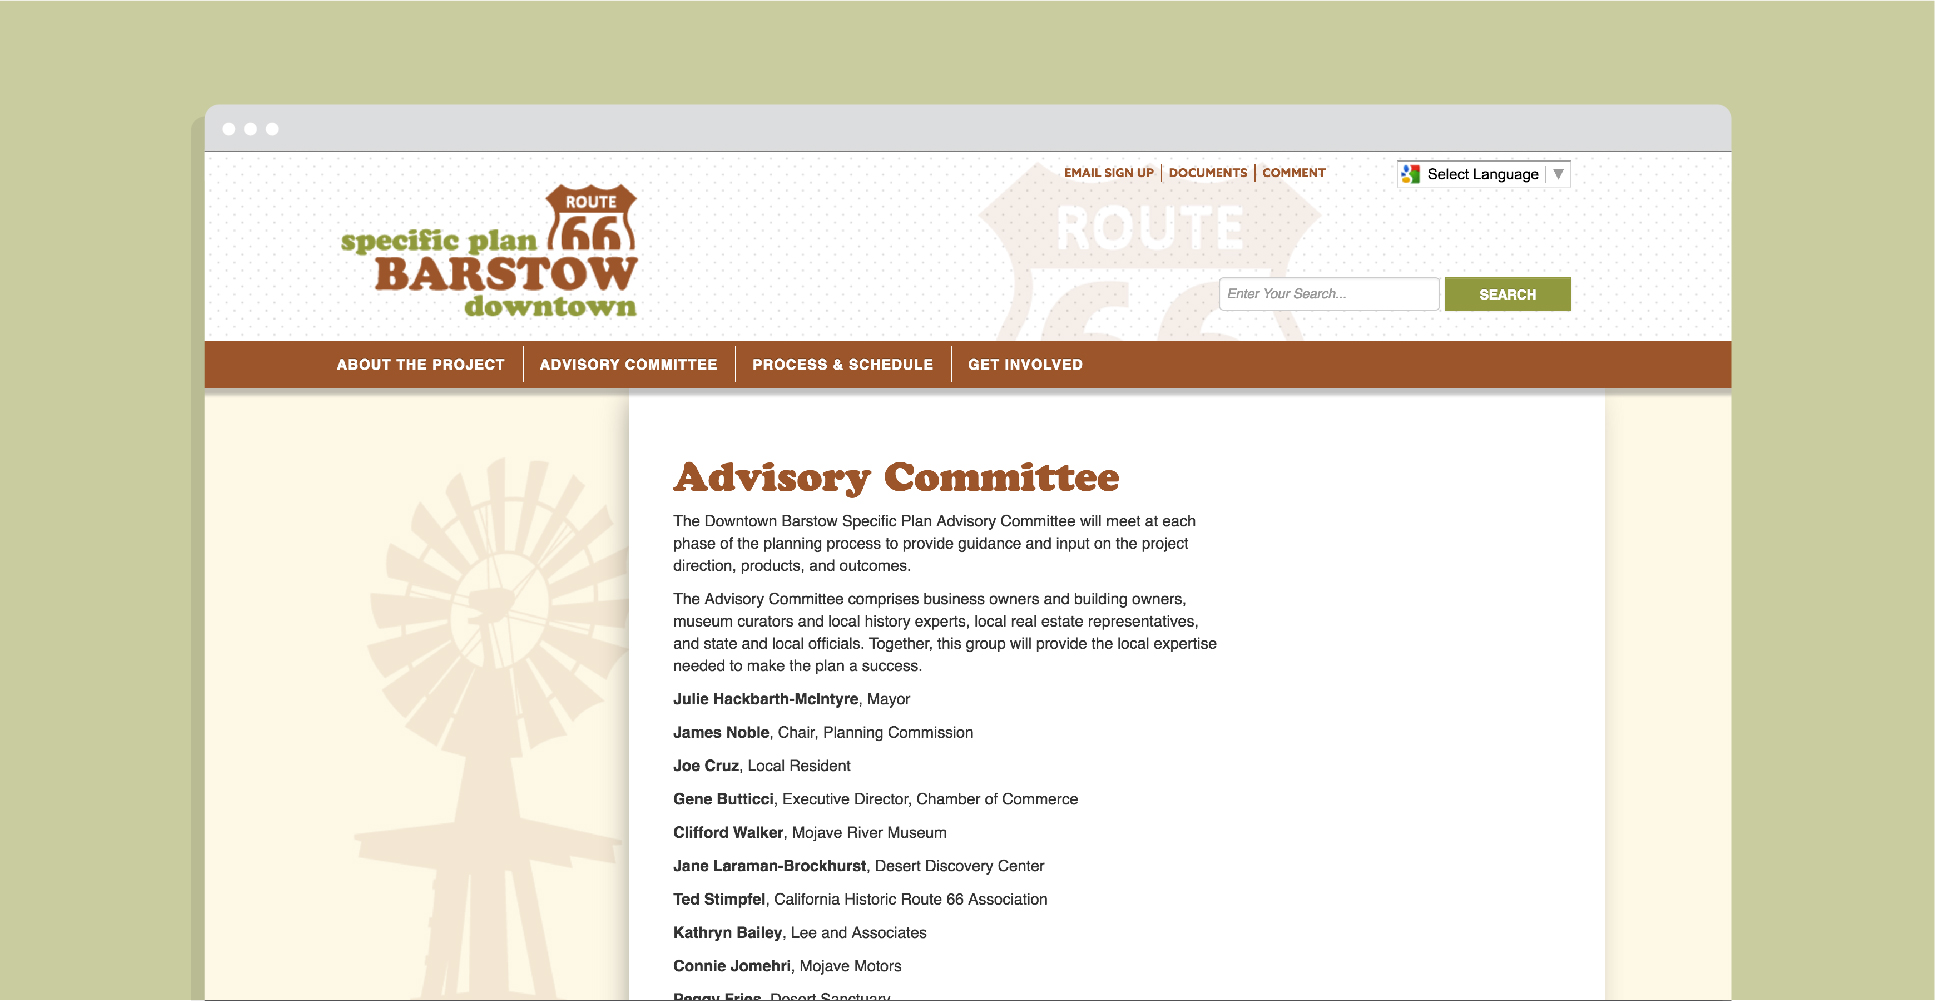 EMAIL SIGN UP
DOCUMENTS
COMMENT
Select Language
ROUTE
66
specific plan
BARSTOW
downtown
ROUTE
66
Enter Your Search...
SEARCH
ABOUT THE PROJECT
ADVISORY COMMITTEE
PROCESS & SCHEDULE
GET INVOLVED
Advisory Committee
The Downtown Barstow Specific Plan Advisory Committee will meet at each
phase of the planning process to provide guidance and input on the project
direction, products, and outcomes.
The Advisory Committee comprises business owners and building owners,
museum curators and local history experts, local real estate representatives,
and state and local officials. Together, this group will provide the local expertise
needed to make the plan a success.
Julie Hackbarth-McIntyre, Mayor
James Noble, Chair, Planning Commission
Joe Cruz, Local Resident
Gene Butticci, Executive Director, Chamber of Commerce
Clifford Walker, Mojave River Museum
Jane Laraman-Brockhurst, Desert Discovery Center
Ted Stimpfel, California Historic Route 66 Association
Kathryn Bailey, Lee and Associates
Connie Jomehri, Mojave Motors
Peggy Fries, Desert Sanctuary